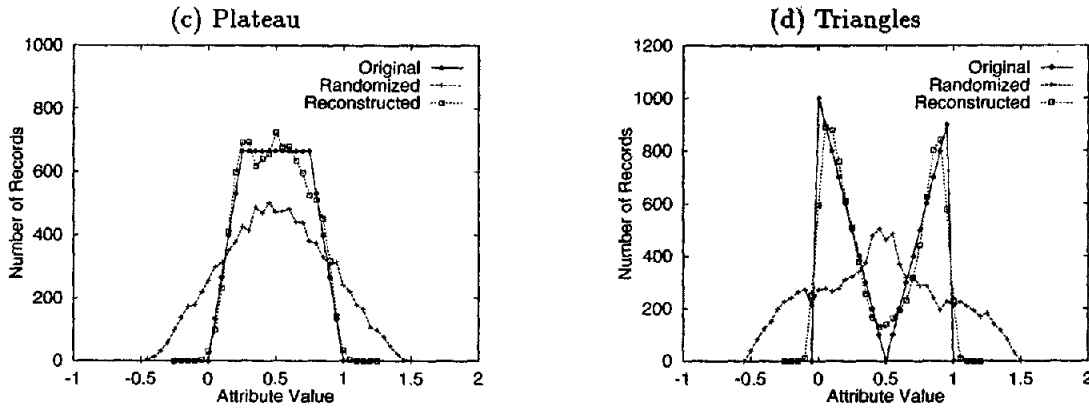 (c) Plateau
1000
800
600
400
200
0
Number of Records
Original
Randomized
Reconstructed
-1
-0.5
0
0.5
1
1.5
2
Attribute Value
(d) Triangles
1200
1000
800
600
400
200
0
Number of Records
Original
Randomized
Reconstructed
-1
-0.5
0
0.5
1
1.5
2
Attribute Value